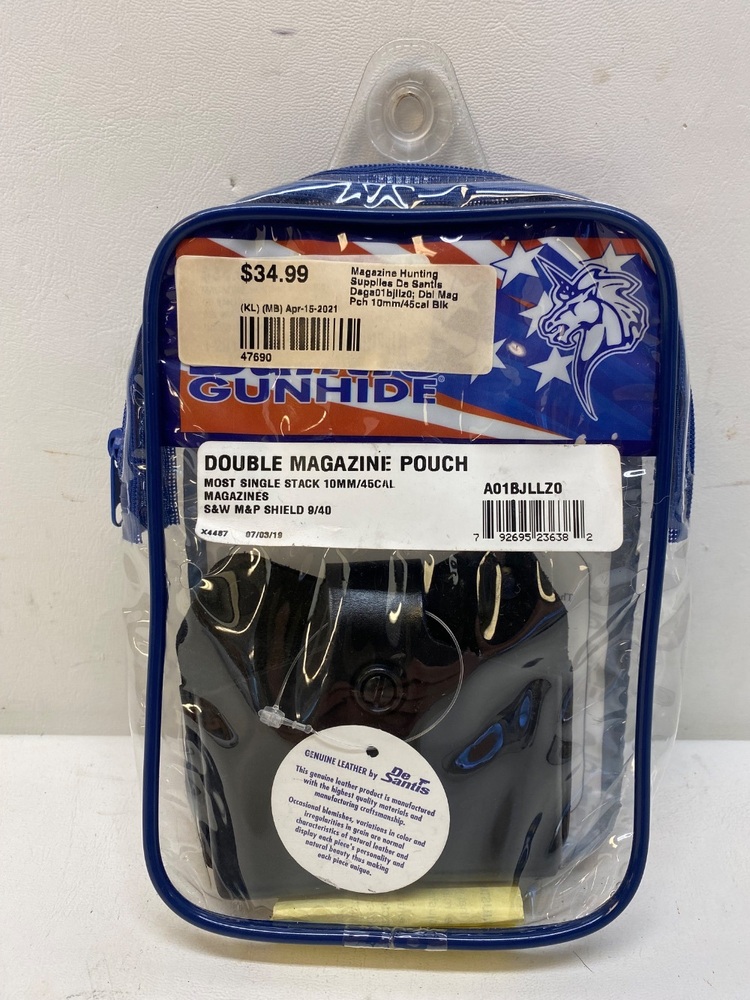 $34.99
Magazine Hunting
Supplies De Santis
Dsga01bjllz0; Dbl Mag
Pch 10mm/45cal Blk
(KL) (MB) Apr-15-2021
47690
GUNHIDE
DOUBLE MAGAZINE POUCH
MOST SINGLE STACK 10MM/45CAL
MAGAZINES
S&W M&P SHIELD 9/40
X4487 07/03/19
A01BJLLZ0
7 92695 23638 2
GENUINE LEATHER by De Santis
This genuine leather product is manufactured
with the highest quality materials and
manufacturing craftsmanship.
Occasional blemishes, variations in color and
irregularities in grain are normal
characteristics of natural leather and
display each piece's personality and
natural beauty thus making
each piece unique.